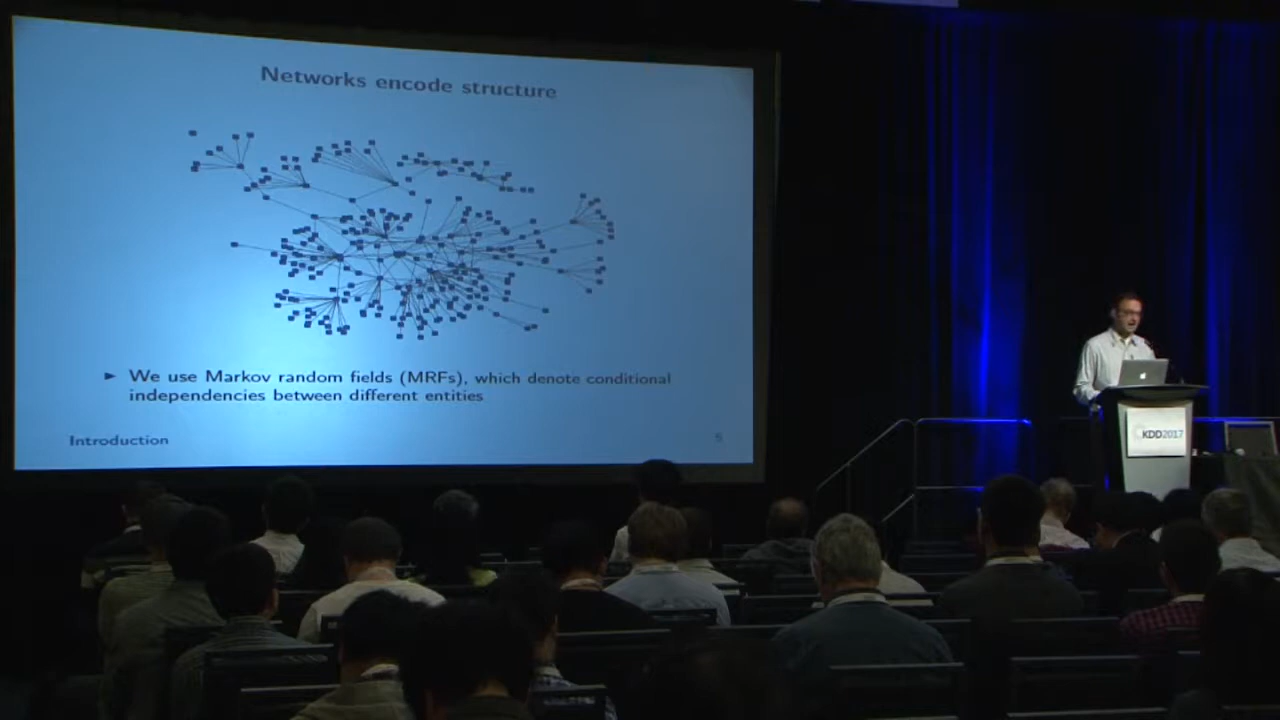 Networks encode structure
► We use Markov random fields (MRFs), which denote conditional
independencies between different entities
Introduction
5
KDD2017